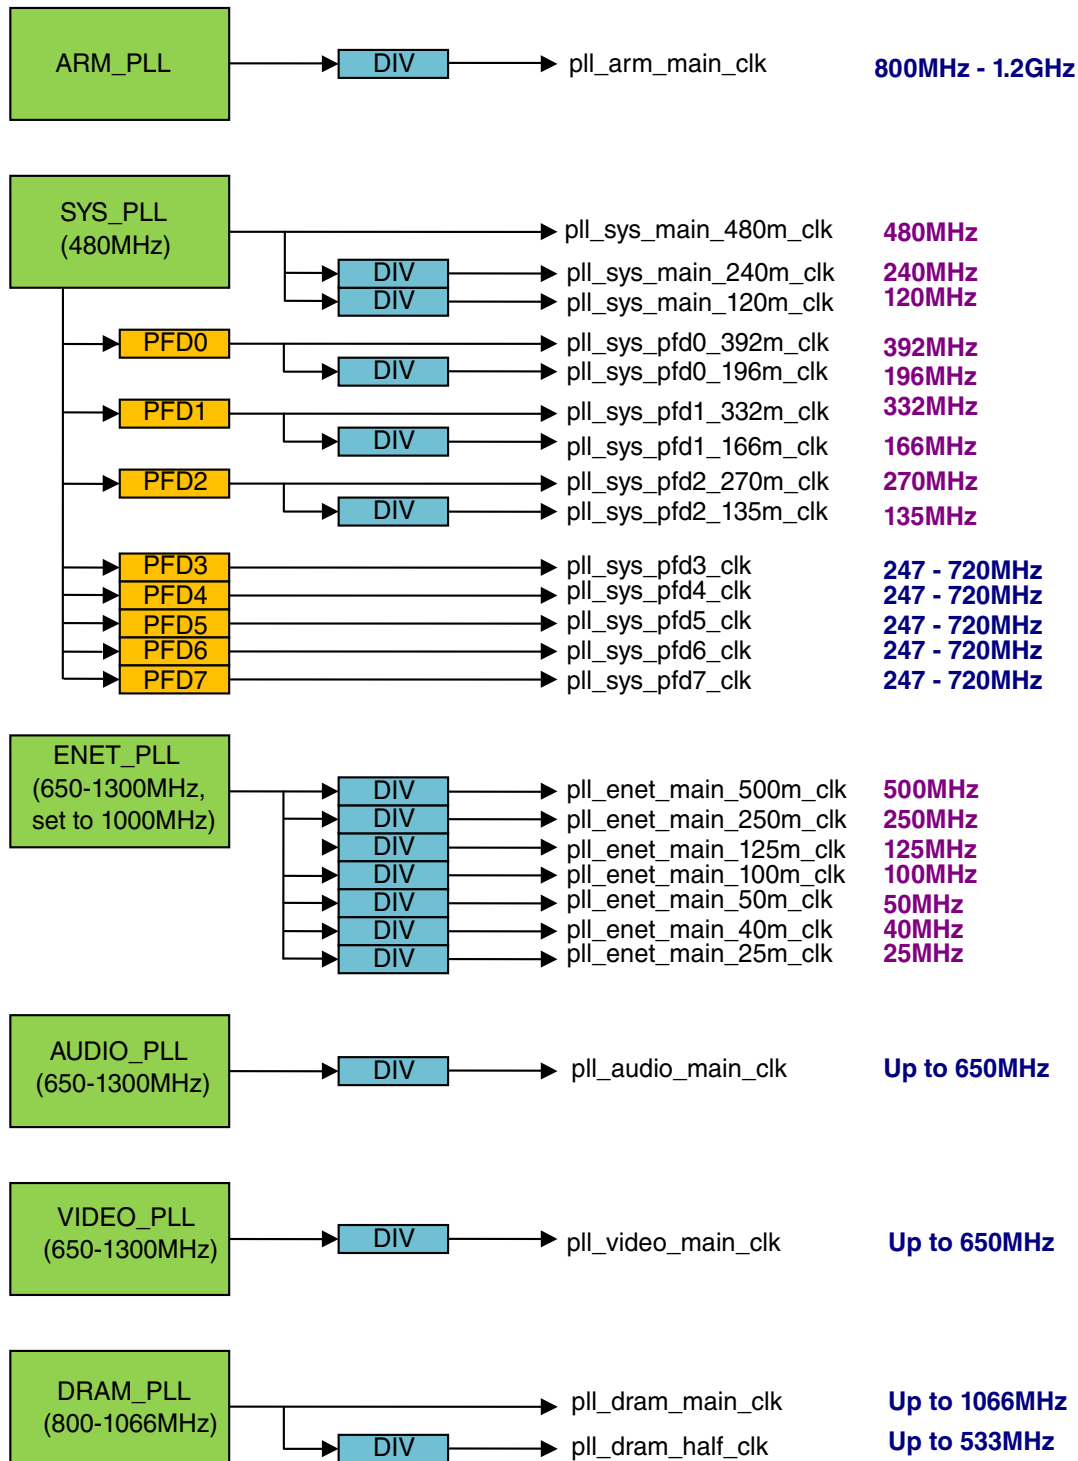 ARM_PLL DIV pll_arm_main_clk 800MHz - 1.2GHz
SYS_PLL
(480MHz)
pll_sys_main_480m_clk 480MHz
DIV pll_sys_main_240m_clk 240MHz
DIV pll_sys_main_120m_clk 120MHz
PFD0 pll_sys_pfd0_392m_clk 392MHz
DIV pll_sys_pfd0_196m_clk 196MHz
PFD1 pll_sys_pfd1_332m_clk 332MHz
DIV pll_sys_pfd1_166m_clk 166MHz
PFD2 pll_sys_pfd2_270m_clk 270MHz
DIV pll_sys_pfd2_135m_clk 135MHz
PFD3 pll_sys_pfd3_clk 247 - 720MHz
PFD4 pll_sys_pfd4_clk 247 - 720MHz
PFD5 pll_sys_pfd5_clk 247 - 720MHz
PFD6 pll_sys_pfd6_clk 247 - 720MHz
PFD7 pll_sys_pfd7_clk 247 - 720MHz
ENET_PLL
(650-1300MHz,
set to 1000MHz)
DIV pll_enet_main_500m_clk 500MHz
DIV pll_enet_main_250m_clk 250MHz
DIV pll_enet_main_125m_clk 125MHz
DIV pll_enet_main_100m_clk 100MHz
DIV pll_enet_main_50m_clk 50MHz
DIV pll_enet_main_40m_clk 40MHz
DIV pll_enet_main_25m_clk 25MHz
AUDIO_PLL
(650-1300MHz)
DIV pll_audio_main_clk Up to 650MHz
VIDEO_PLL
(650-1300MHz)
DIV pll_video_main_clk Up to 650MHz
DRAM_PLL
(800-1066MHz)
pll_dram_main_clk Up to 1066MHz
DIV pll_dram_half_clk Up to 533MHz